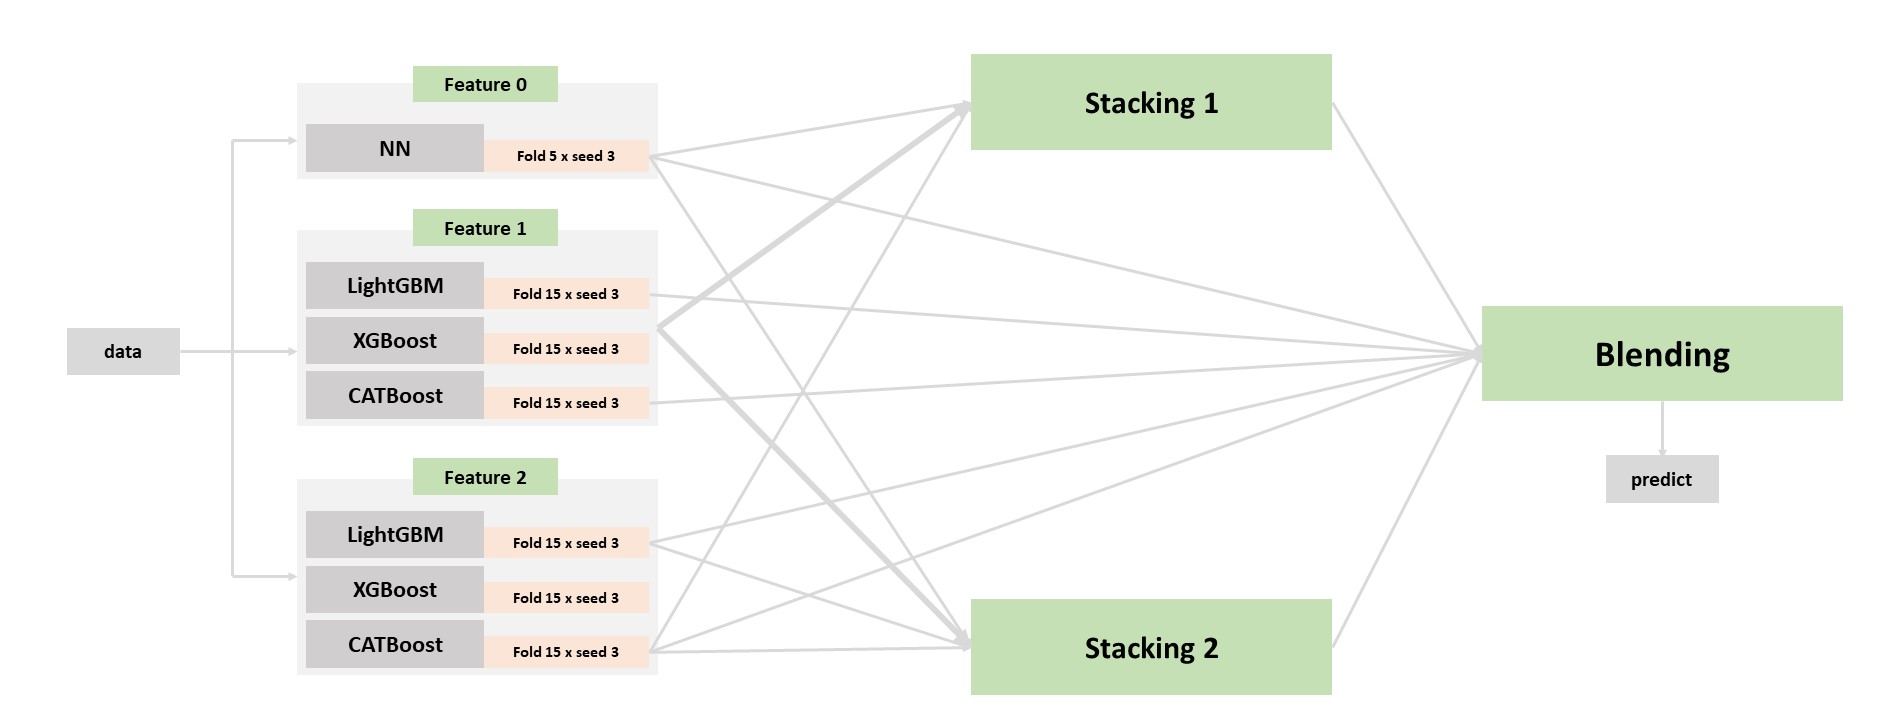 data
Feature 0
NN
Fold 5 x seed 3
Feature 1
LightGBM
Fold 15 x seed 3
XGBoost
Fold 15 x seed 3
CATBoost
Fold 15 x seed 3
Feature 2
LightGBM
Fold 15 x seed 3
XGBoost
Fold 15 x seed 3
CATBoost
Fold 15 x seed 3
Stacking 1
Stacking 2
Blending
predict